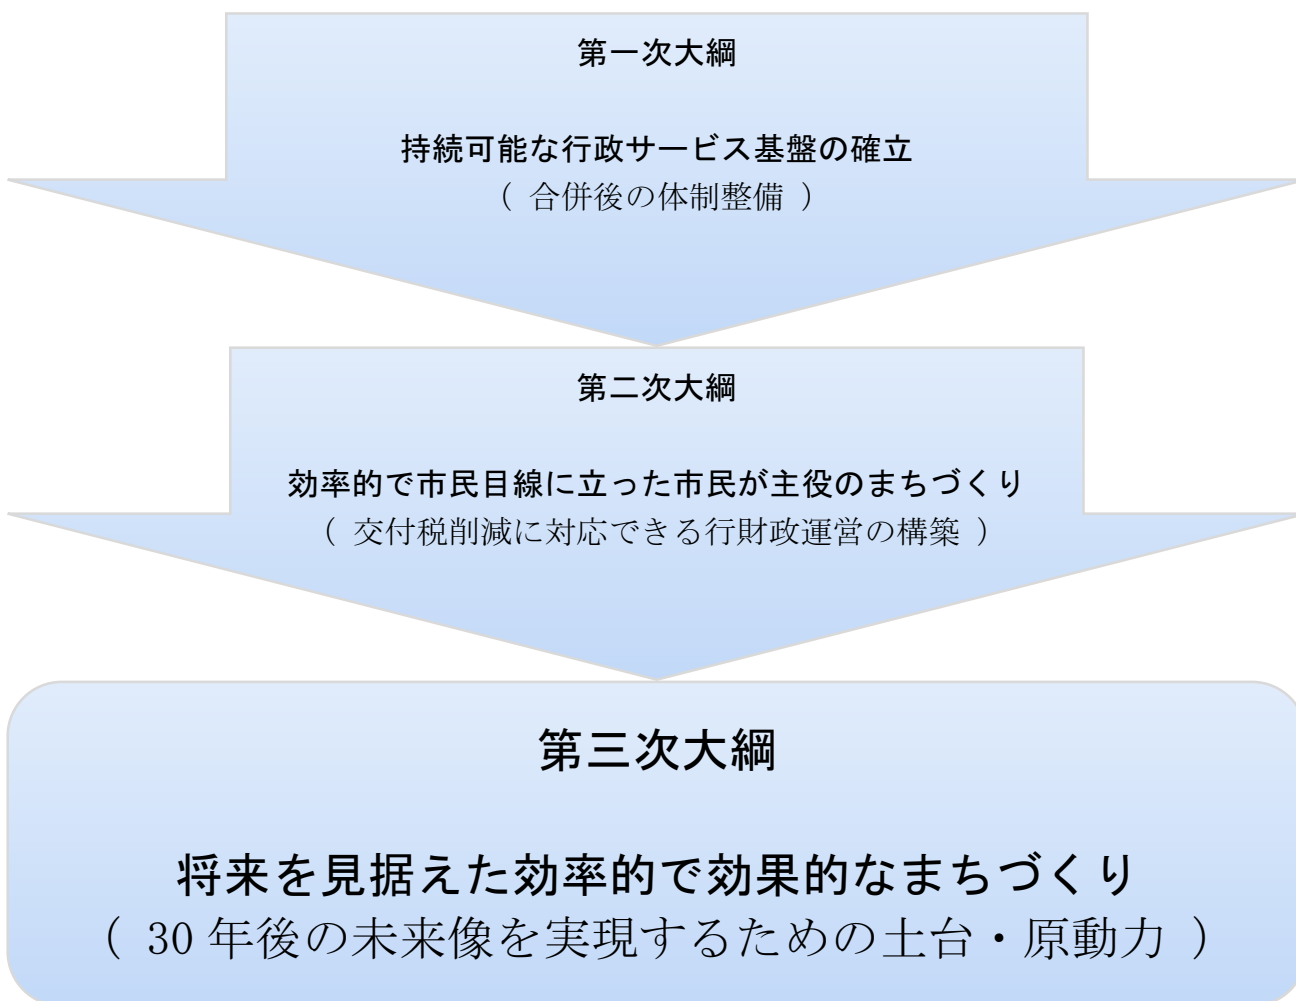 第一次大綱
持続可能な行政サービス基盤の確立
（ 合併後の体制整備 ）
第二次大綱
効率的で市民目線に立った市民が主役のまちづくり
（ 交付税削減に対応できる行財政運営の構築 ）
第三次大綱
将来を見据えた効率的で効果的なまちづくり
（ 30 年後の未来像を実現するための土台・原動力 ）